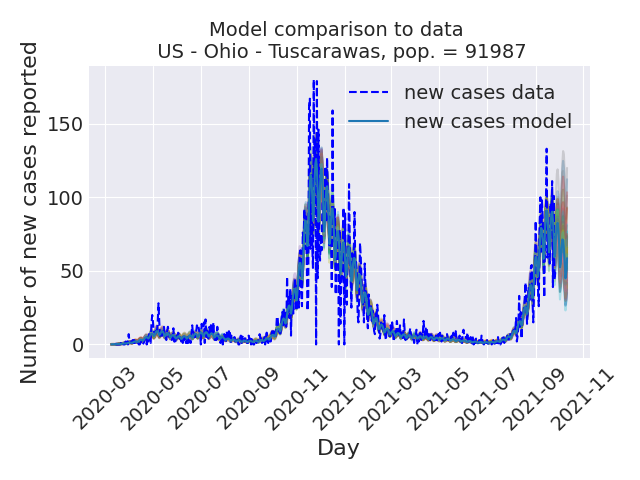 Model comparison to data
US - Ohio - Tuscarawas, pop. = 91987
Number of new cases reported
150
100
50
0
new cases data
new cases model
2020-03
2020-05
2020-07
2020-09
2020-11
2021-01
2021-03
2021-05
2021-07
2021-09
2021-11
Day